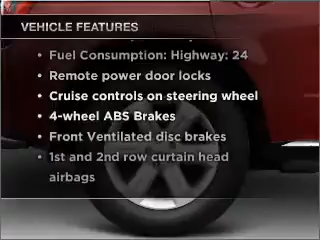 VEHICLE FEATURES
• Fuel Consumption: Highway: 24
• Remote power door locks
• Cruise controls on steering wheel
• 4-wheel ABS Brakes
• Front Ventilated disc brakes
• 1st and 2nd row curtain head
airbags